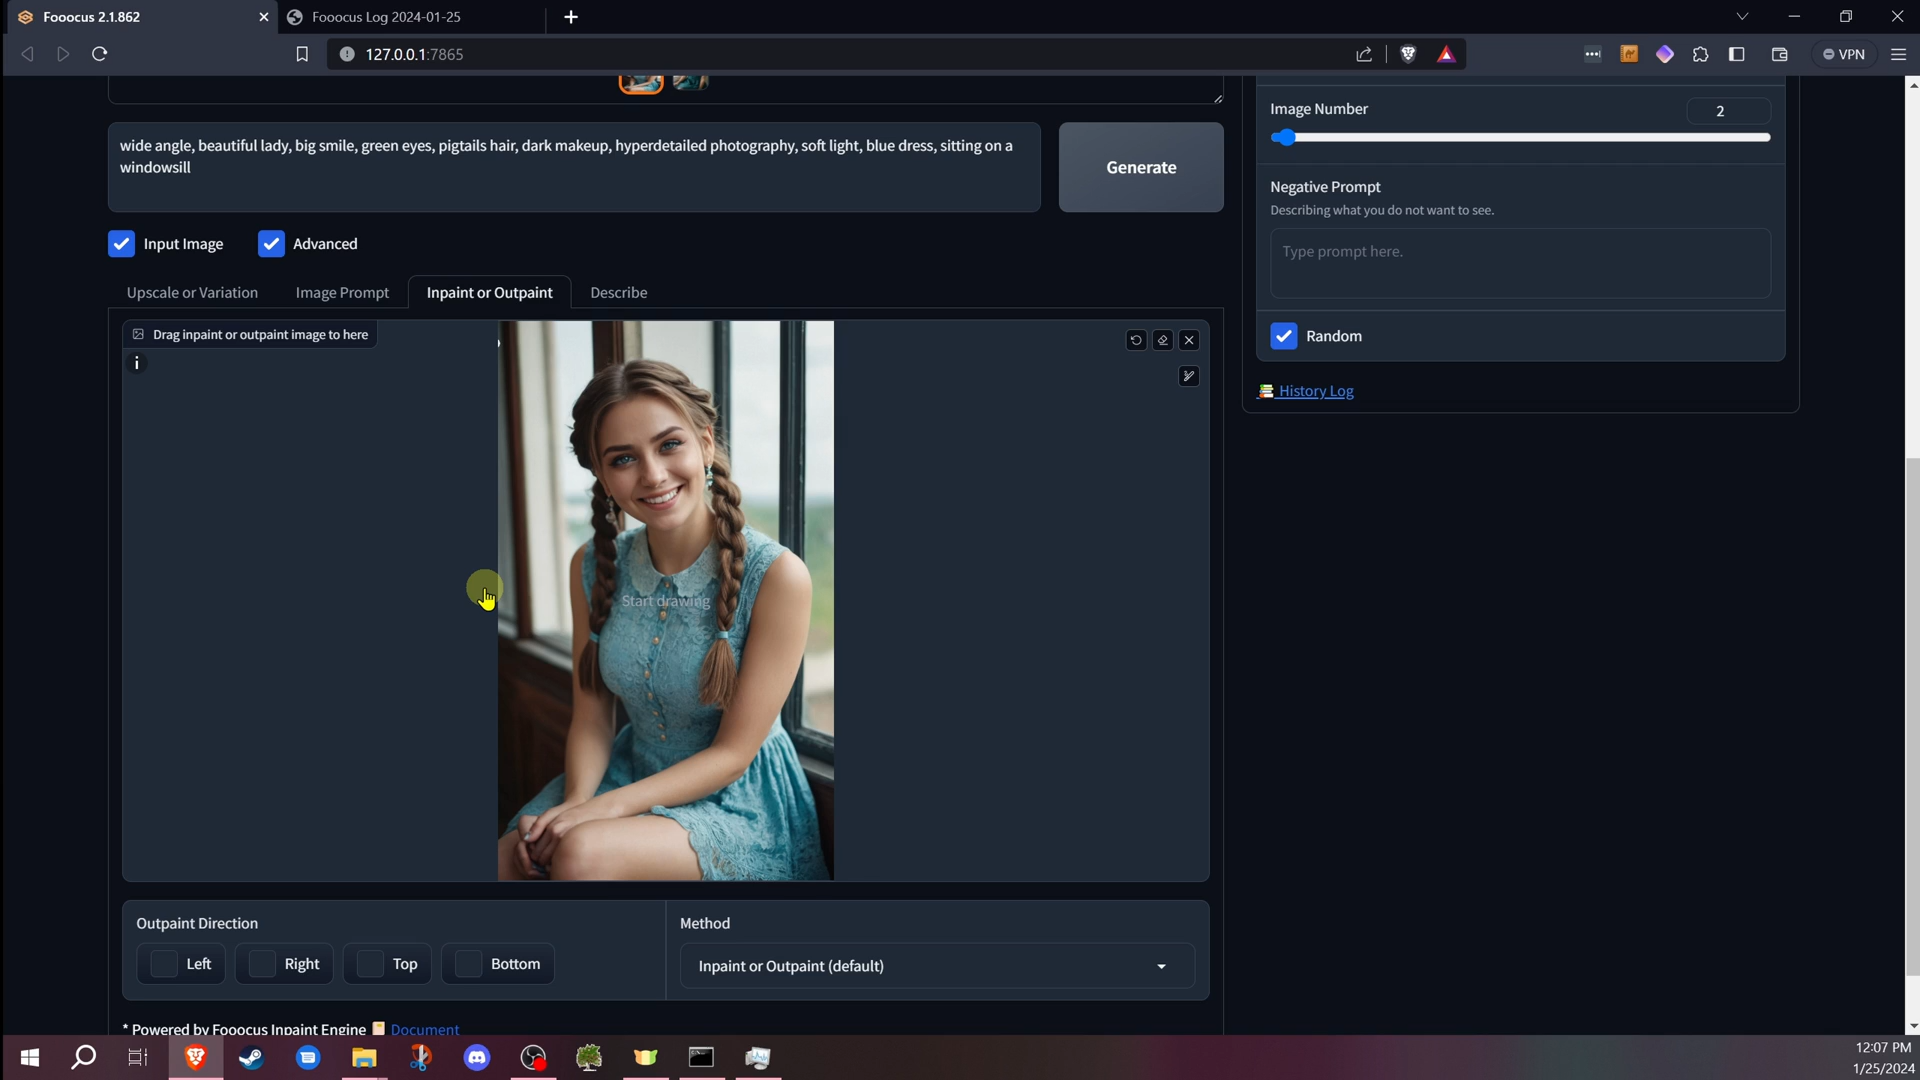 Fooocus 2.1.862
Fooocus Log 2024-01-25
127.0.0.1:7865
VPN
wide angle, beautiful lady, big smile, green eyes, pigtails hair, dark makeup, hyperdetailed photography, soft light, blue dress, sitting on a
windowsill
Generate
Input Image
Advanced
Upscale or Variation
Image Prompt
Inpaint or Outpaint
Describe
Drag inpaint or outpaint image to here
i
Start drawing
Outpaint Direction
Left
Right
Top
Bottom
Method
Inpaint or Outpaint (default)
* Powered by Fooocus Inpaint Engine Document
Image Number
2
Negative Prompt
Describing what you do not want to see.
Type prompt here.
Random
History Log
12:07 PM
1/25/2024